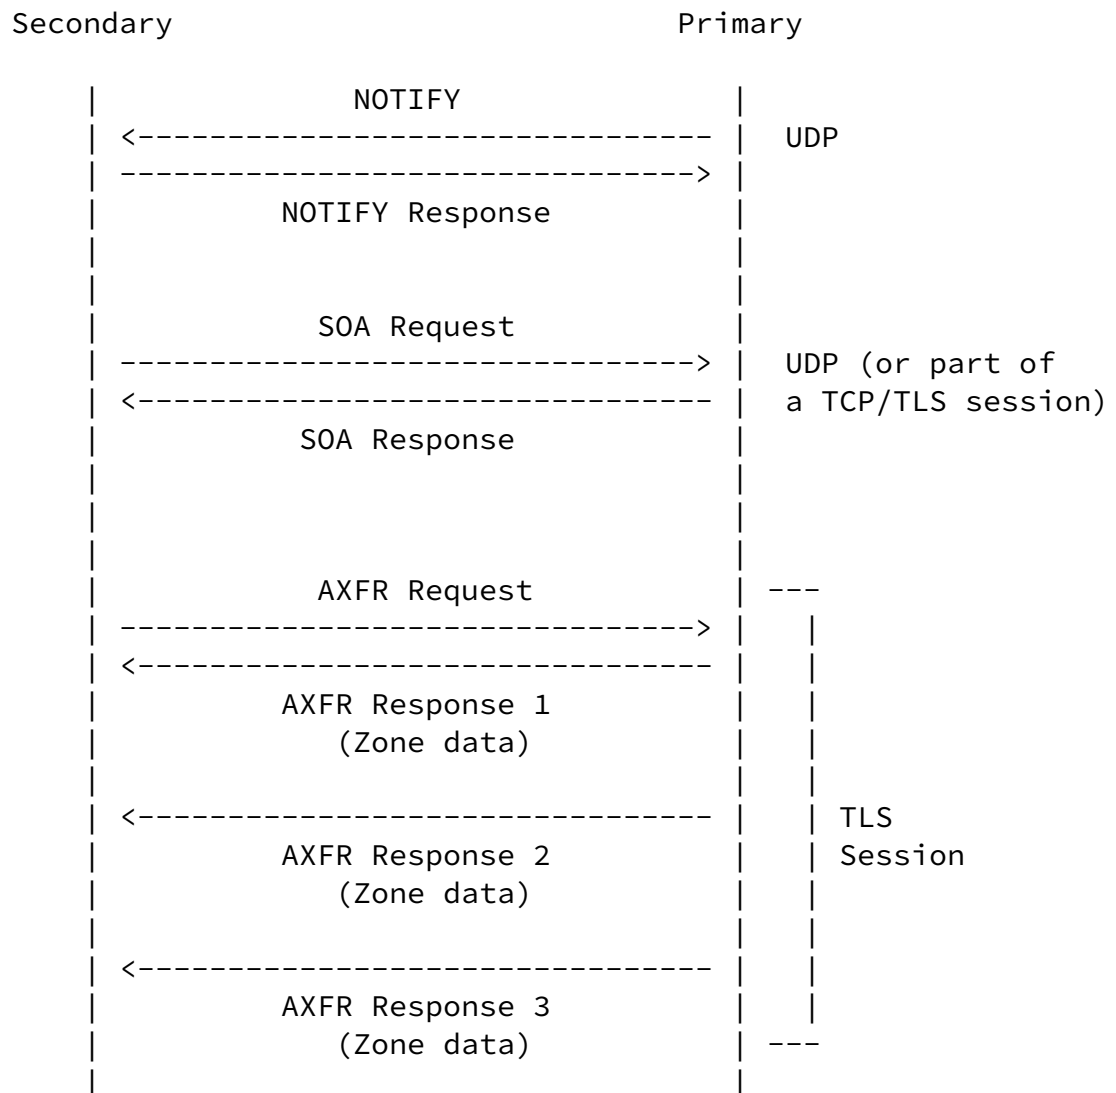 Secondary Primary
NOTIFY
UDP
NOTIFY Response
SOA Request
UDP (or part of
a TCP/TLS session)
SOA Response
AXFR Request
AXFR Response 1
(Zone data)
TLS
AXFR Response 2 Session
(Zone data)
AXFR Response 3
(Zone data)